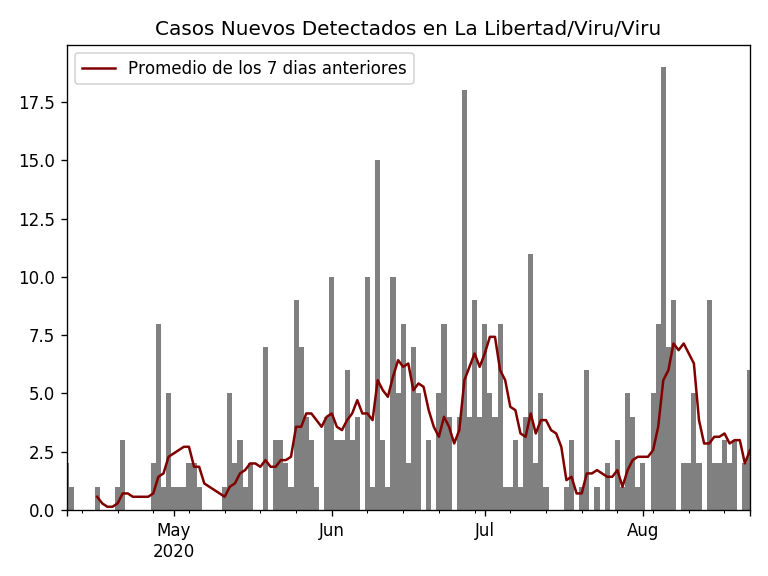 Casos Nuevos Detectados en La Libertad/Viru/Viru
Promedio de los 7 dias anteriores
17.5
15.0
12.5
10.0
7.5
5.0
2.5
0.0
May
2020
Jun
Jul
Aug